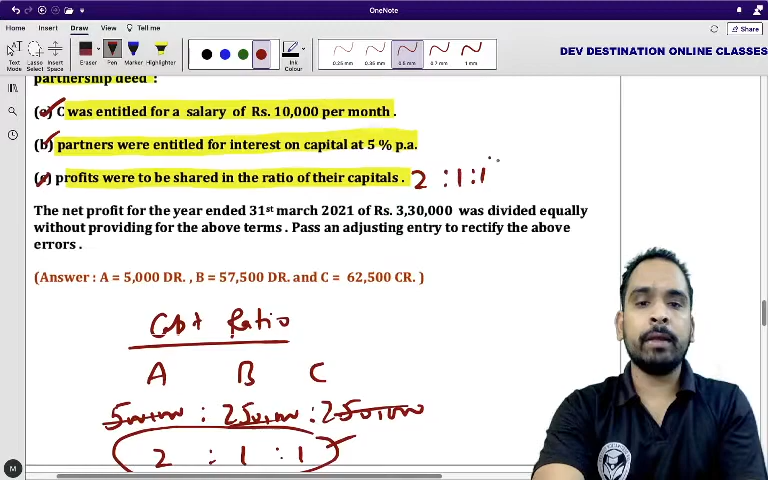 OneNote
Home Insert Draw View Tell me
Share
Text Mode
Lasso Select
Insert Space
Eraser
Pen
Marker
Highlighter
Ink Colour
0.25 mm
0.35 mm
0.5 mm
0.7 mm
1 mm
DEV DESTINATION ONLINE CLASSES
partnership deed :
(a) C was entitled for a salary of Rs. 10,000 per month .
(b) partners were entitled for interest on capital at 5 % p.a.
(c) profits were to be shared in the ratio of their capitals . 2 : 1 : 1
The net profit for the year ended 31st march 2021 of Rs. 3,30,000 was divided equally
without providing for the above terms . Pass an adjusting entry to rectify the above
errors .
(Answer : A = 5,000 DR. , B = 57,500 DR. and C = 62,500 CR. )
Ratio
A B C
2 : 1 : 1
M